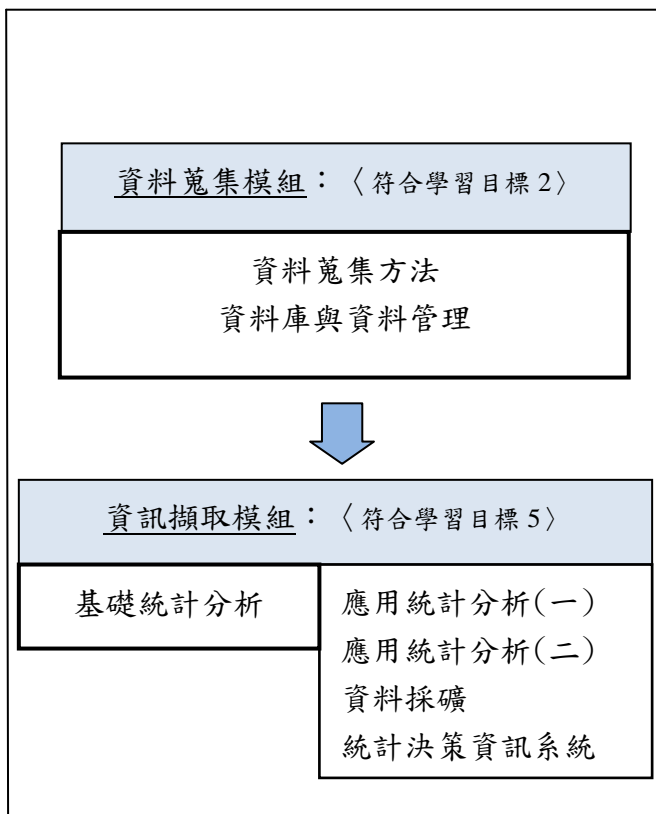 資料蒐集模組：〈符合學習目標 2〉
資料蒐集方法
資料庫與資料管理
資訊擷取模組：〈符合學習目標 5〉
基礎統計分析
應用統計分析(一)
應用統計分析(二)
資料採礦
統計決策資訊系統